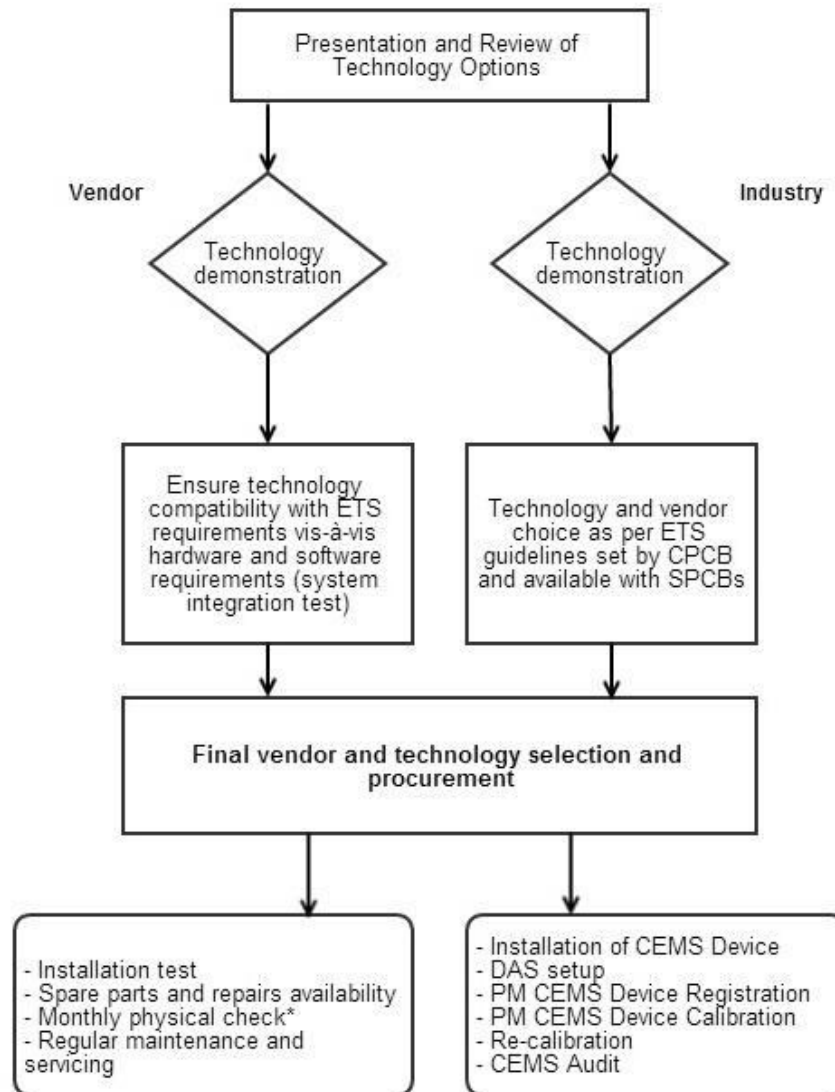 Presentation and Review of
Technology Options
Vendor
Industry
Technology
demonstration
Technology
demonstration
Ensure technology
compatibility with ETS
requirements vis-à-vis
hardware and software
requirements (system
integration test)
Technology and vendor
choice as per ETS
guidelines set by CPCB
and available with SPCBs
Final vendor and technology selection and
procurement
- Installation test
- Spare parts and repairs availability
- Monthly physical check*
- Regular maintenance and
servicing
- Installation of CEMS Device
- DAS setup
- PM CEMS Device Registration
- PM CEMS Device Calibration
- Re-calibration
- CEMS Audit